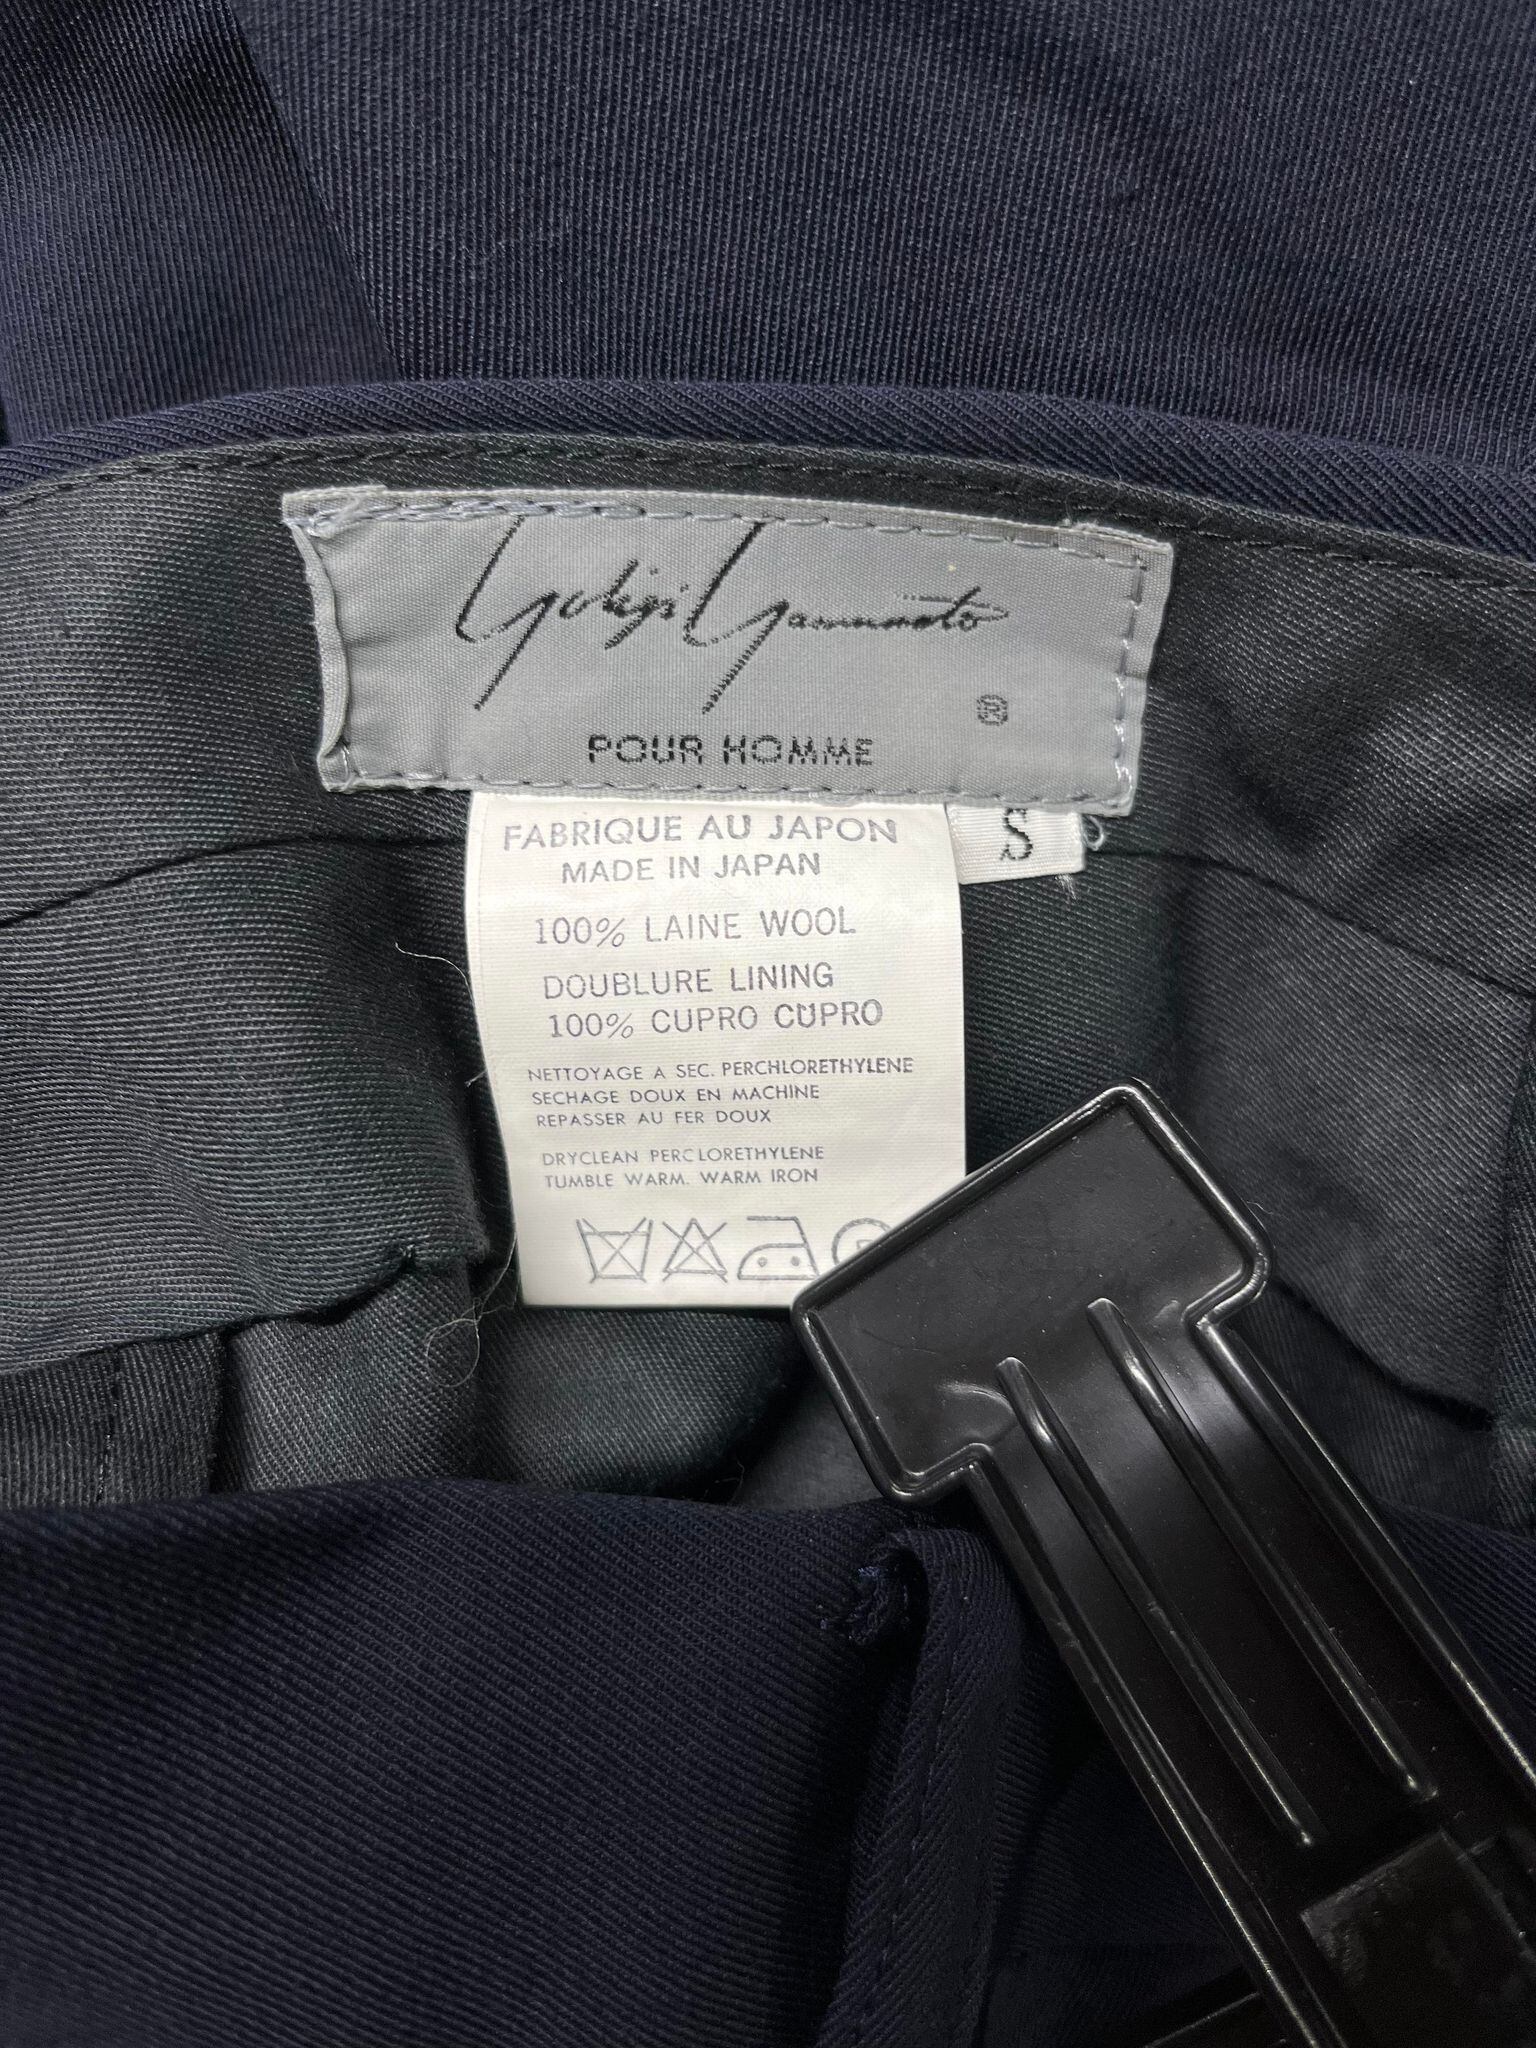 Yohji Yamamoto
®
POUR HOMME
S
FABRIQUE AU JAPON
MADE IN JAPAN
100% LAINE WOOL
DOUBLURE LINING
100% CUPRO CUPRO
NETTOYAGE A SEC. PERCHLORETHYLENE
SECHAGE DOUX EN MACHINE
REPASSER AU FER DOUX
DRYCLEAN PERCLORETHYLENE
TUMBLE WARM. WARM IRON